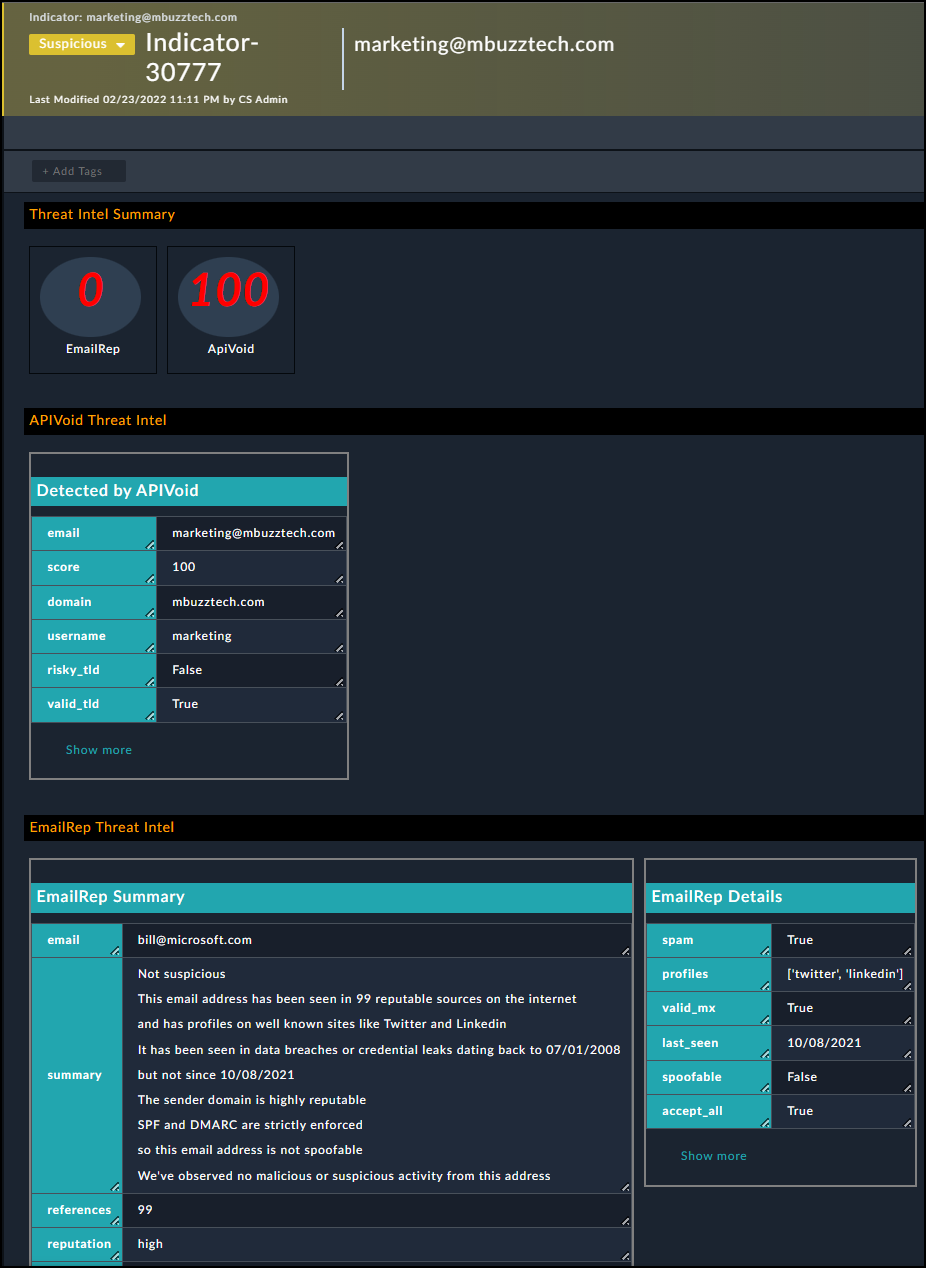 Indicator: marketing@mbuzztech.com
Suspicious
Indicator-
30777
marketing@mbuzztech.com
Last Modified 02/23/2022 11:11 PM by CS Admin
+ Add Tags
Threat Intel Summary
0
EmailRep
100
ApiVoid
APIVoid Threat Intel
Detected by APIVoid
email marketing@mbuzztech.com
score 100
domain mbuzztech.com
username marketing
risky_tld False
valid_tld True
Show more
EmailRep Threat Intel
EmailRep Summary
email bill@microsoft.com
summary
Not suspicious
This email address has been seen in 99 reputable sources on the internet
and has profiles on well known sites like Twitter and Linkedin
It has been seen in data breaches or credential leaks dating back to 07/01/2008
but not since 10/08/2021
The sender domain is highly reputable
SPF and DMARC are strictly enforced
so this email address is not spoofable
We've observed no malicious or suspicious activity from this address
references 99
reputation high
EmailRep Details
spam True
profiles ['twitter', 'linkedin']
valid_mx True
last_seen 10/08/2021
spoofable False
accept_all True
Show more